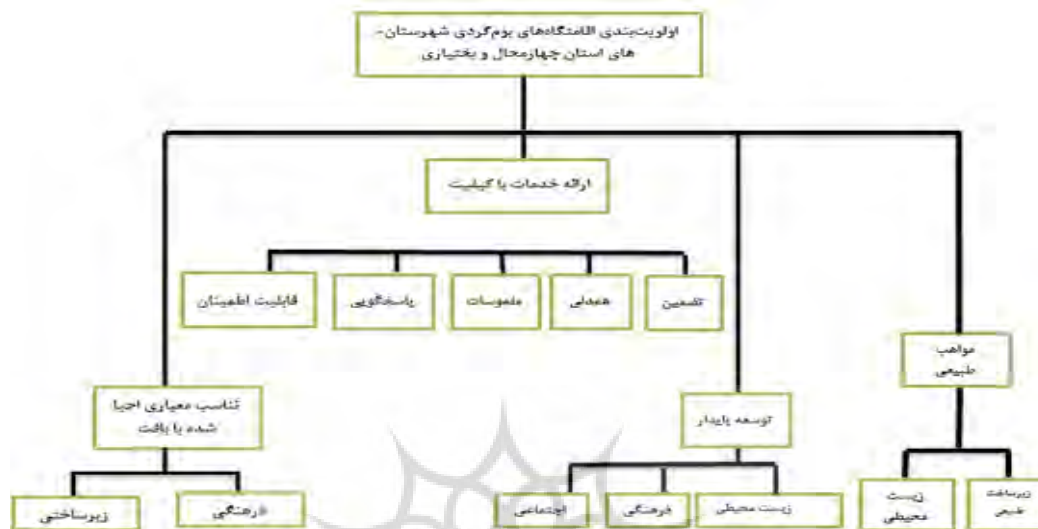 اولویت‌بندی اقامتگاه‌های بوم‌گردی شهرستان-
های استان چهارمحال و بختیاری
ارائه خدمات با کیفیت
تضمین
همدلی
ملموسات
پاسخگویی
قابلیت اطمینان
مواهب
طبیعی
توسعه پایدار
تناسب معیاری احیا
شده با بافت
زیرساخت
طبیعی
زیست
محیطی
زیست محیطی
فرهنگی
اجتماعی
فرهنگی
زیرساختی